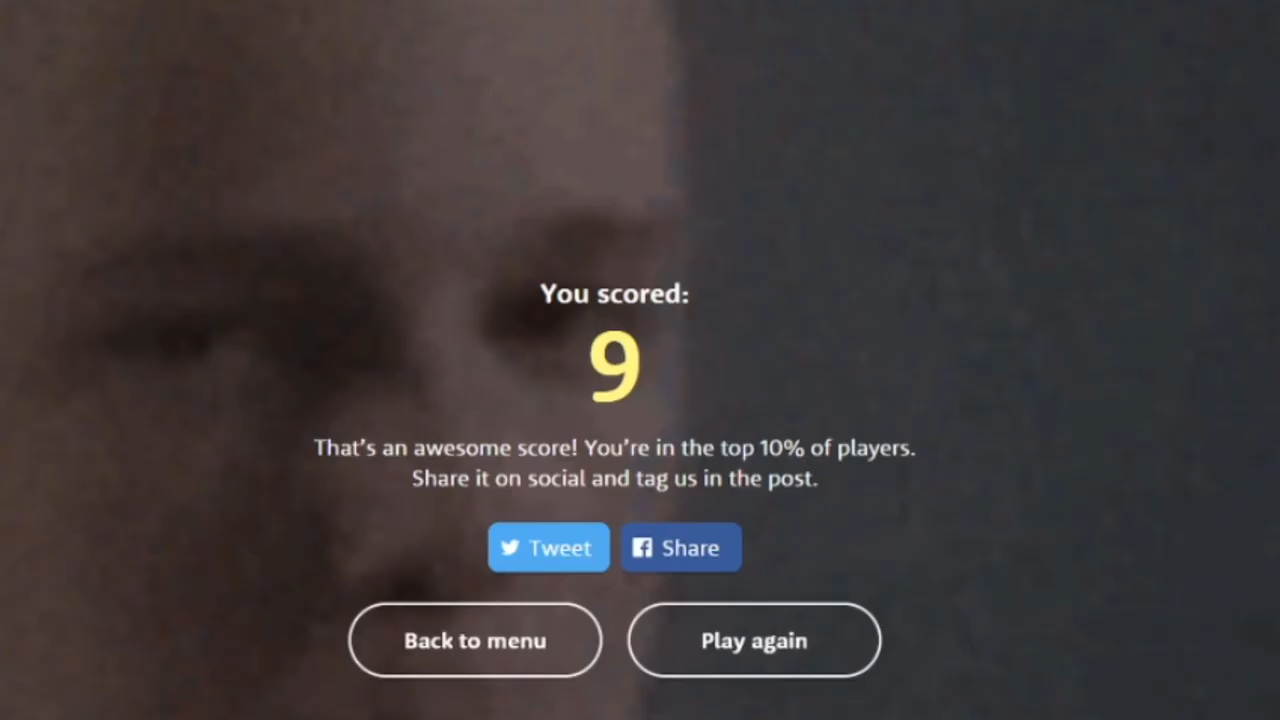 You scored:
9
That's an awesome score! You're in the top 10% of players.
Share it on social and tag us in the post.
Tweet
Share
Back to menu
Play again